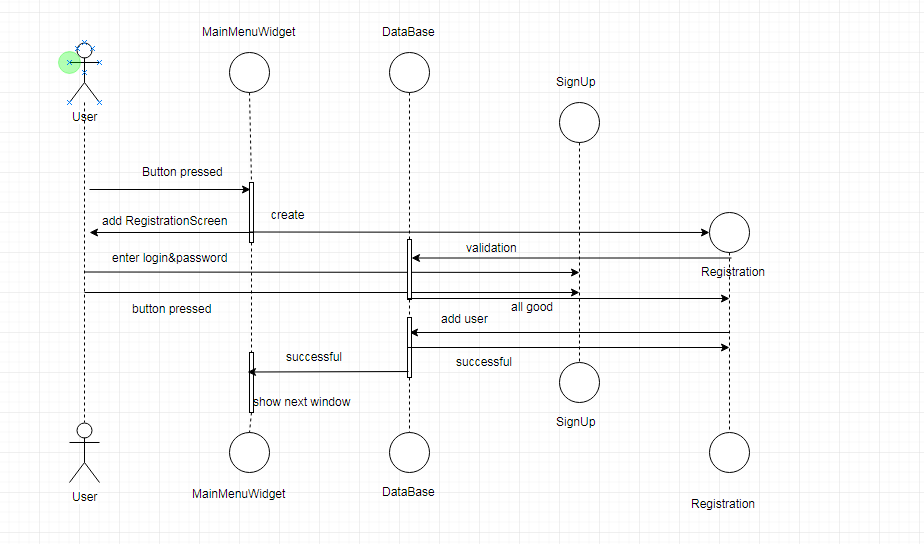 MainMenuWidget
DataBase
SignUp
User
Button pressed
create
add RegistrationScreen
validation
enter login&password
Registration
all good
button pressed
add user
successful
successful
show next window
SignUp
User
MainMenuWidget
DataBase
Registration